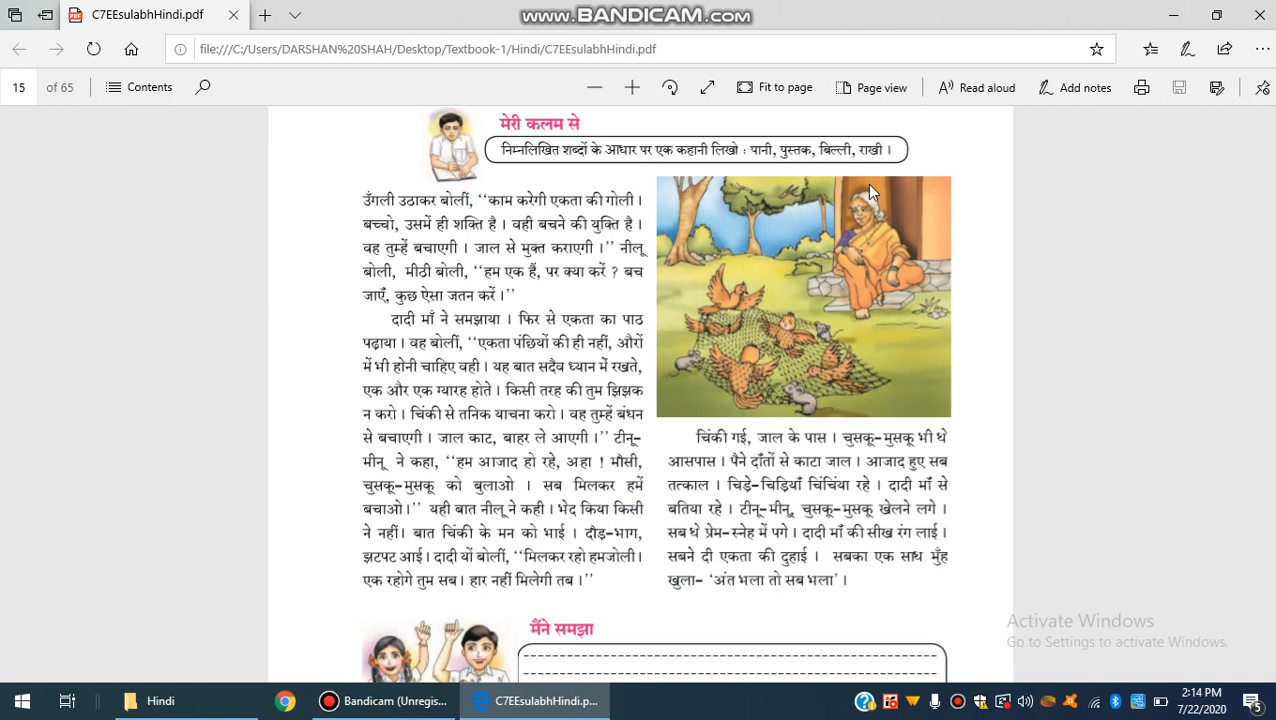 C7EEsulabhHindi.pdf
www.BANDICAM.com
file:///C:/Users/DARSHAN%20SHAH/Desktop/Textbook-1/Hindi/C7EEsulabhHindi.pdf
15 of 65 Contents Fit to page Page view Read aloud Add notes
मेरी कलम से
निम्नलिखित शब्दों के आधार पर एक कहानी लिखो : पानी, पुस्तक, बिल्ली, राखी ।
उँगली उठाकर बोलीं, ‘‘काम करेगी एकता की गोली ।
बच्चो, उसमें ही शक्ति है । वही बचने की युक्ति है ।
वह तुम्हें बचाएगी । जाल से मुक्त कराएगी ।’’ नीलू
बोली, मीठी बोली, ‘‘हम एक हैं, पर क्या करें ? बच
जाएँ, कुछ ऐसा जतन करें ।’’
दादी माँ ने समझाया । फिर से एकता का पाठ
पढ़ाया । वह बोलीं, ‘‘एकता पंछियों की ही नहीं, औरों
में भी होनी चाहिए वही । यह बात सदैव ध्यान में रखते,
एक और एक ग्यारह होते । किसी तरह की तुम झिझक
न करो । चिंकी से तनिक याचना करो । वह तुम्हें बंधन
से बचाएगी । जाल काट, बाहर ले आएगी ।’’ टीनू-
मीनू ने कहा, ‘‘हम आजाद हो रहे, अहा ! मौसी,
चुसकू-मुसकू को बुलाओ । सब मिलकर हमें
बचाओ ।’’ यही बात नीलू ने कही । भेद किया किसी
ने नहीं । बात चिंकी के मन को भाई । दौड़-भाग,
झटपट आई । दादी यों बोलीं, ‘‘मिलकर रहो हमजोली ।
एक रहोगे तुम सब । हार नहीं मिलेगी तब ।’’
चिंकी गई, जाल के पास । चुसकू-मुसकू भी थे
आसपास । पैने दाँतों से काटा जाल । आजाद हुए सब
तत्काल । चिड़े-चिड़ियाँ चिंचिंया रहे । दादी माँ से
बतिया रहे । टीनू-मीनू, चुसकू-मुसकू खेलने लगे ।
सब थे प्रेम-स्नेह में पगे । दादी माँ की सीख रंग लाई ।
सबने दी एकता की दुहाई । सबका एक साथ मुँह
खुला- ‘अंत भला तो सब भला’ ।
मैंने समझा
Activate Windows
Go to Settings to activate Windows.
Hindi
Bandicam (Unregis...
C7EEsulabhHindi.p...
2:14 PM
7/22/2020
5